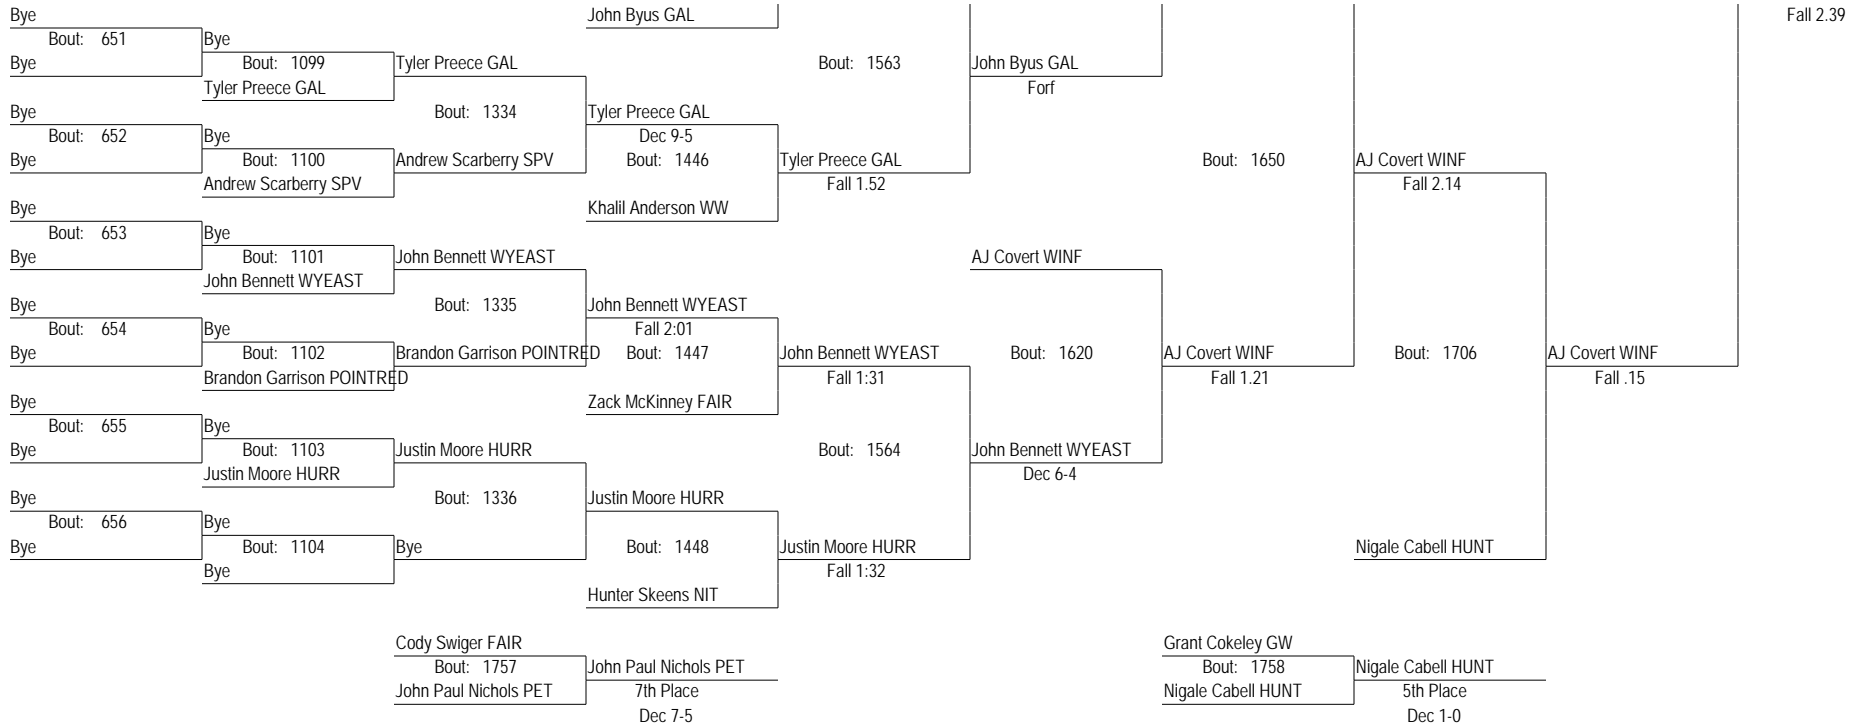 Bye John Byus GAL Fall 2.39
Bout: 651 Bye
Bye Bout: 1099 Tyler Preece GAL Bout: 1563 John Byus GAL
Tyler Preece GAL Forf
Bye Bout: 1334 Tyler Preece GAL
Bout: 652 Bye Dec 9-5
Bye Bout: 1100 Andrew Scarberry SPV Bout: 1446 Tyler Preece GAL Bout: 1650 AJ Covert WINF
Andrew Scarberry SPV Fall 1.52 Fall 2.14
Bye Khalil Anderson WW
Bout: 653 Bye
Bye Bout: 1101 John Bennett WYEAST AJ Covert WINF
John Bennett WYEAST
Bye Bout: 1335 John Bennett WYEAST
Bout: 654 Bye Fall 2:01
Bye Bout: 1102 Brandon Garrison POINTRED Bout: 1447 John Bennett WYEAST Bout: 1620 AJ Covert WINF Bout: 1706 AJ Covert WINF
Brandon Garrison POINTRED Fall 1:31 Fall 1.21 Fall .15
Bye Zack McKinney FAIR
Bout: 655 Bye
Bye Bout: 1103 Justin Moore HURR Bout: 1564 John Bennett WYEAST
Justin Moore HURR Dec 6-4
Bye Bout: 1336 Justin Moore HURR
Bout: 656 Bye
Bye Bout: 1104 Bye Bout: 1448 Justin Moore HURR Nigale Cabell HUNT
Bye Fall 1:32
Hunter Skeens NIT
Cody Swiger FAIR Grant Cokeley GW
Bout: 1757 John Paul Nichols PET Bout: 1758 Nigale Cabell HUNT
John Paul Nichols PET 7th Place Nigale Cabell HUNT 5th Place
Dec 7-5 Dec 1-0